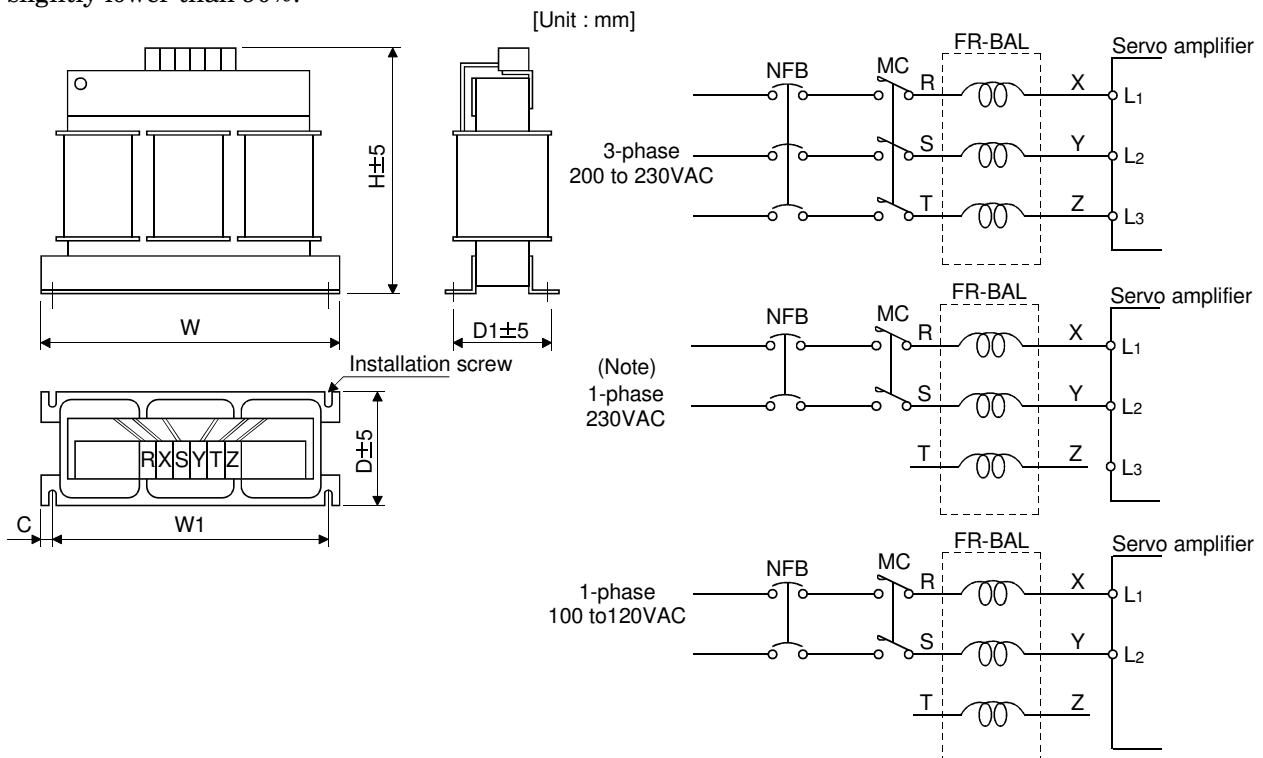 slightly lower than 90%.
[Unit : mm]
H±5
W
D1±5
Installation screw
RXSYTZ
D±5
C
W1
FR-BAL
Servo amplifier
NFB
MC
R
X
L1
3-phase
200 to 230VAC
S
Y
L2
T
Z
L3
FR-BAL
Servo amplifier
NFB
MC
R
X
L1
(Note)
1-phase
230VAC
S
Y
L2
T
Z
L3
FR-BAL
Servo amplifier
NFB
MC
R
X
L1
1-phase
100 to120VAC
S
Y
L2
T
Z